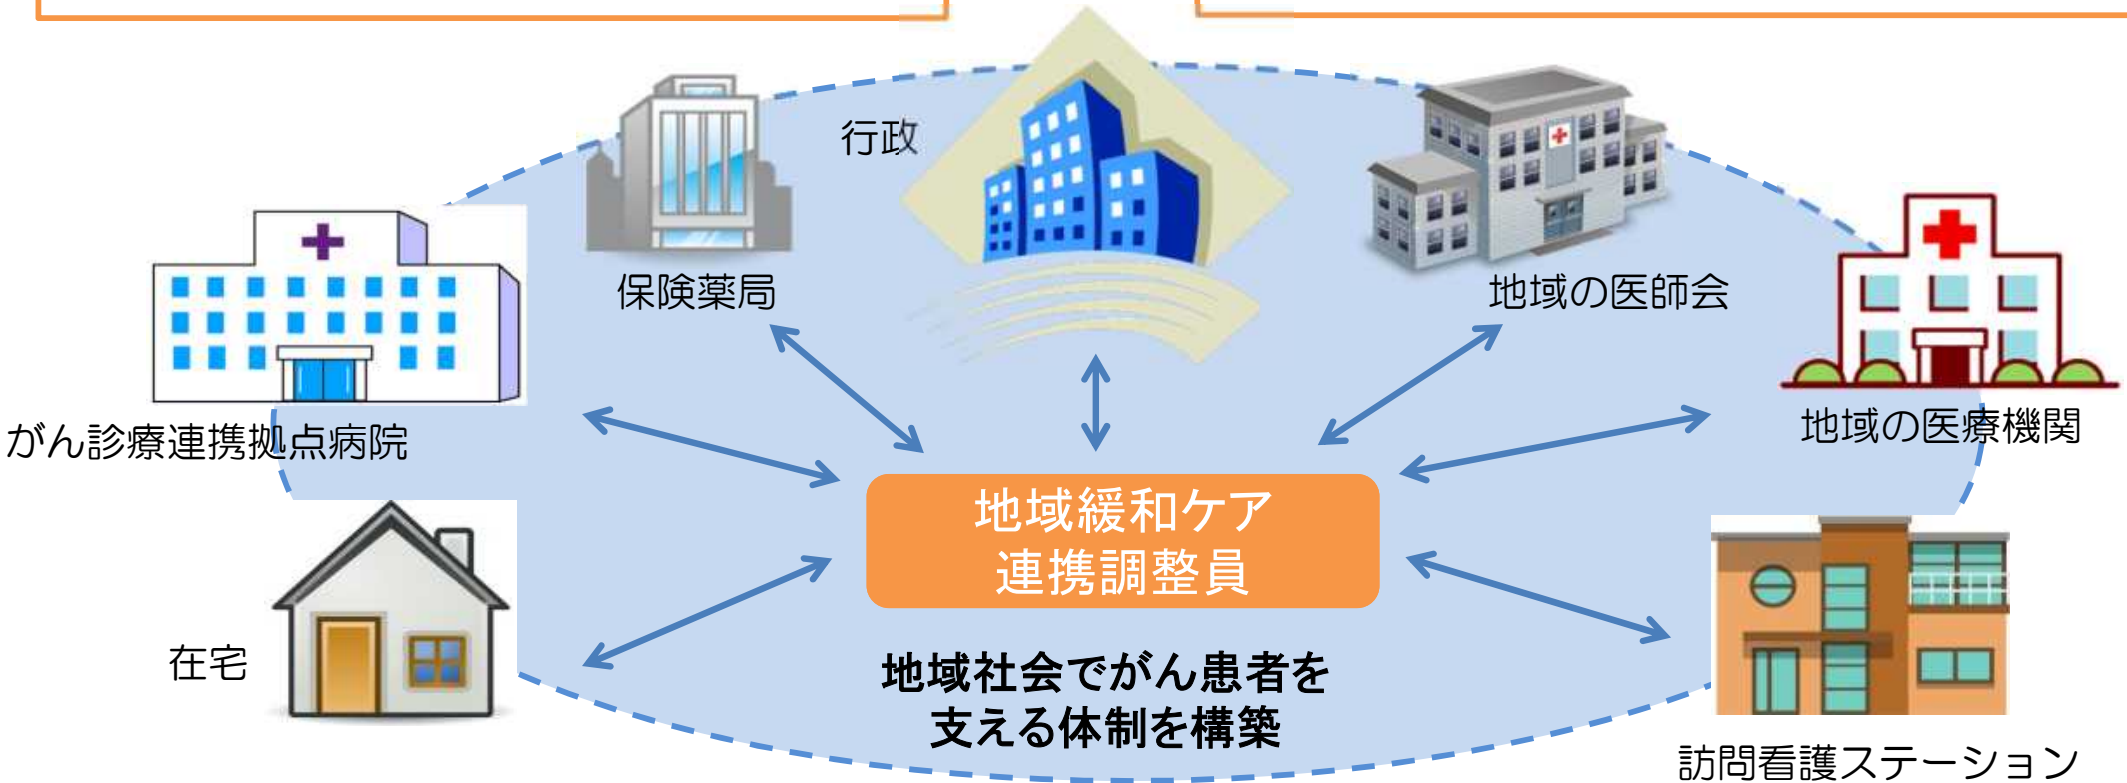 行政
保険薬局
地域の医師会
がん診療連携拠点病院
地域の医療機関
地域緩和ケア
連携調整員
在宅
地域社会でがん患者を
支える体制を構築
訪問看護ステーション